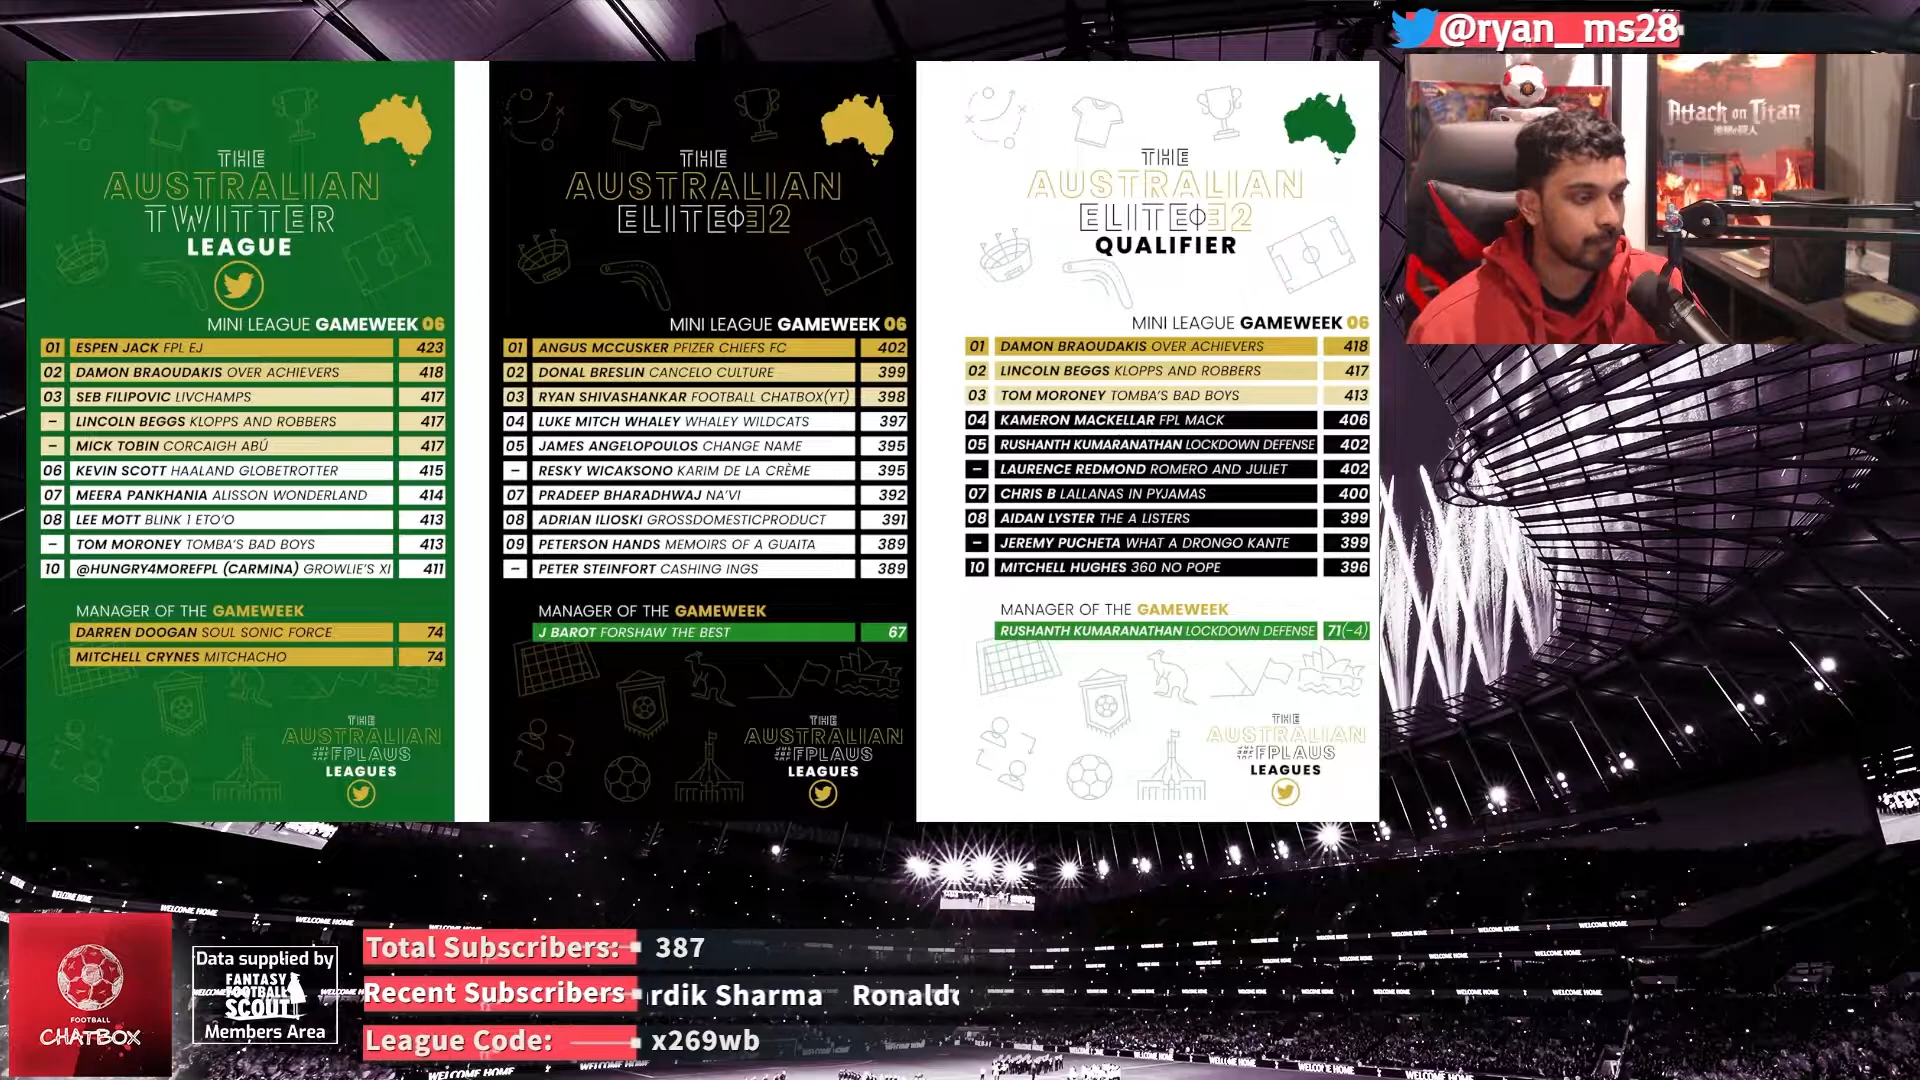 @ryan_ms28
Attack on Titan
THE
AUSTRALIAN
TWITTER
LEAGUE
MINI LEAGUE GAMEWEEK 06
01 ESPEN JACK FPL EJ 423
02 DAMON BRAOUDAKIS OVER ACHIEVERS 418
03 SEB FILIPOVIC LIVCHAMPS 417
– LINCOLN BEGGS KLOPPS AND ROBBERS 417
– MICK TOBIN CORCAIGH ABÚ 417
06 KEVIN SCOTT HAALAND GLOBETROTTER 415
07 MEERA PANKHANIA ALISSON WONDERLAND 414
08 LEE MOTT BLINK 1 ETO'O 413
– TOM MORONEY TOMBA'S BAD BOYS 413
10 @HUNGRY4MOREFPL (CARMINA) GROWLIE'S XI 411
MANAGER OF THE GAMEWEEK
DARREN DOOGAN SOUL SONIC FORCE 74
MITCHELL CRYNES MITCHACHO 74
THE
AUSTRALIAN
#FPLAUS
LEAGUES
THE
AUSTRALIAN
ELITE 32
MINI LEAGUE GAMEWEEK 06
01 ANGUS MCCUSKER PFIZER CHIEFS FC 402
02 DONAL BRESLIN CANCELO CULTURE 399
03 RYAN SHIVASHANKAR FOOTBALL CHATBOX(YT) 398
04 LUKE MITCH WHALEY WHALEY WILDCATS 397
05 JAMES ANGELOPOULOS CHANGE NAME 395
– RESKY WICAKSONO KARIM DE LA CRÈME 395
07 PRADEEP BHARADHWAJ NA'VI 392
08 ADRIAN ILIOSKI GROSSDOMESTICPRODUCT 391
09 PETERSON HANDS MEMOIRS OF A GUAITA 389
– PETER STEINFORT CASHING INGS 389
MANAGER OF THE GAMEWEEK
J BAROT FORSHAW THE BEST 67
THE
AUSTRALIAN
#FPLAUS
LEAGUES
THE
AUSTRALIAN
ELITE 32
QUALIFIER
MINI LEAGUE GAMEWEEK 06
01 DAMON BRAOUDAKIS OVER ACHIEVERS 418
02 LINCOLN BEGGS KLOPPS AND ROBBERS 417
03 TOM MORONEY TOMBA'S BAD BOYS 413
04 KAMERON MACKELLAR FPL MACK 406
05 RUSHANTH KUMARANATHAN LOCKDOWN DEFENSE 402
– LAURENCE REDMOND ROMERO AND JULIET 402
07 CHRIS B LALLANAS IN PYJAMAS 400
08 AIDAN LYSTER THE A LISTERS 399
– JEREMY PUCHETA WHAT A DRONGO KANTE 399
10 MITCHELL HUGHES 360 NO POPE 396
MANAGER OF THE GAMEWEEK
RUSHANTH KUMARANATHAN LOCKDOWN DEFENSE 71(-4)
THE
AUSTRALIAN
#FPLAUS
LEAGUES
WELCOME HOME
WELCOME HOME
WELCOME HOME
FOOTBALL
CHATBOX
Data supplied by
FANTASY
FOOTBALL
SCOUT
Members Area
Total Subscribers: 387
Recent Subscribers rdik Sharma Ronald
League Code: x269wb
WELCOME HOME
WELCOME HOME